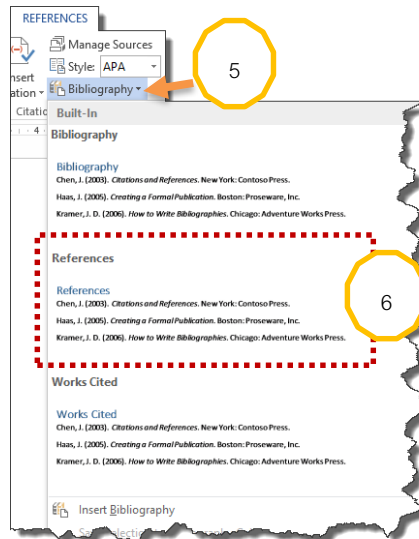 REFERENCES
Manage Sources
Style: APA
nsert
Bibliography
ation
Citatic
5
4
Built-In
Bibliography
Bibliography
Chen, J. (2003). Citations and References. New York: Contoso Press.
Haas, J. (2005). Creating a Formal Publication. Boston: Proseware, Inc.
Kramer, J. D. (2006). How to Write Bibliographies. Chicago: Adventure Works Press.
References
References
Chen, J. (2003). Citations and References. New York: Contoso Press.
Haas, J. (2005). Creating a Formal Publication. Boston: Proseware, Inc.
Kramer, J. D. (2006). How to Write Bibliographies. Chicago: Adventure Works Press.
6
Works Cited
Works Cited
Chen, J. (2003). Citations and References. New York: Contoso Press.
Haas, J. (2005). Creating a Formal Publication. Boston: Proseware, Inc.
Kramer, J. D. (2006). How to Write Bibliographies. Chicago: Adventure Works Press.
Insert Bibliography